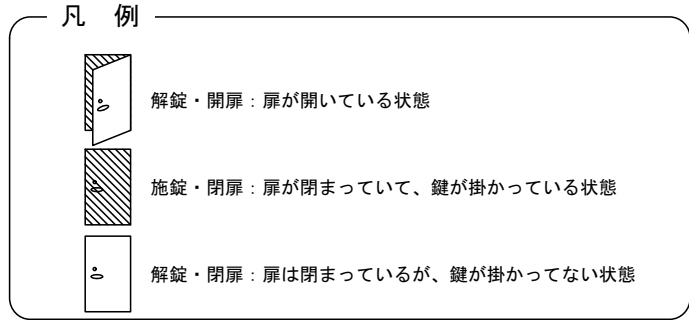 凡 例
解錠・開扉：扉が開いている状態
施錠・閉扉：扉が閉まっていて、鍵が掛かっている状態
解錠・閉扉：扉は閉まっているが、鍵が掛かってない状態